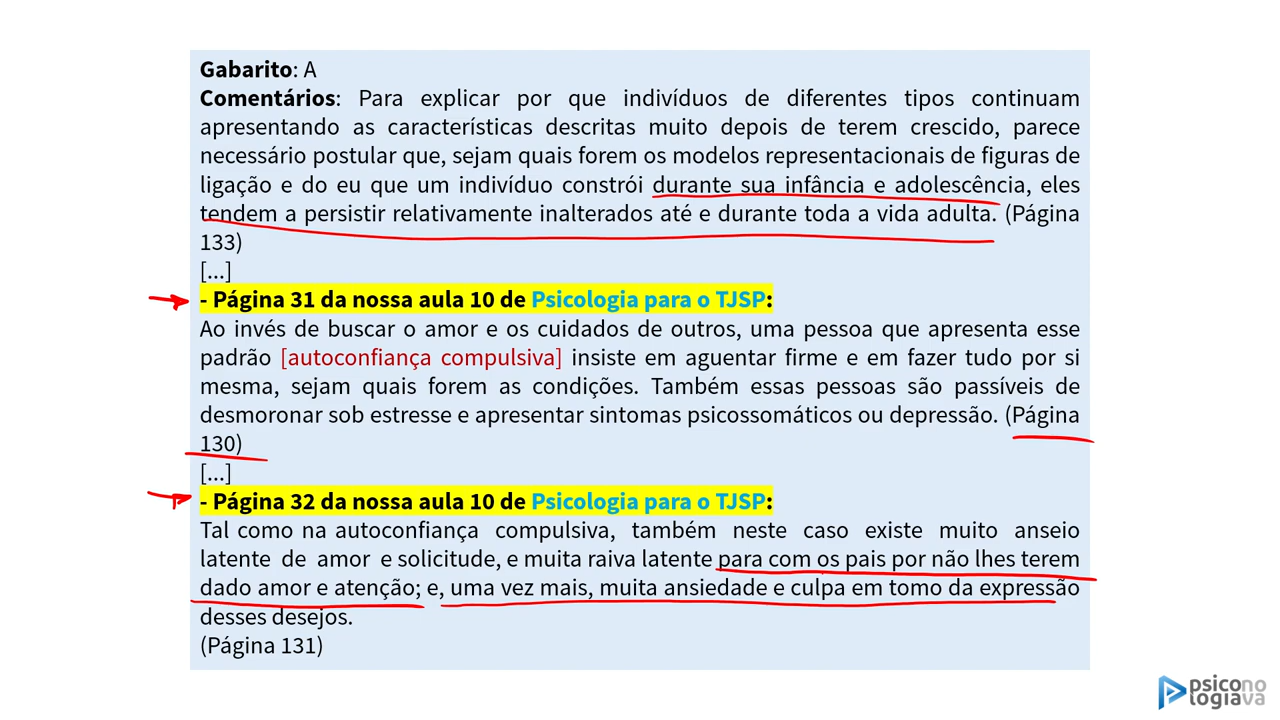 Gabarito: A
Comentários: Para explicar por que indivíduos de diferentes tipos continuam
apresentando as características descritas muito depois de terem crescido, parece
necessário postular que, sejam quais forem os modelos representacionais de figuras de
ligação e do eu que um indivíduo constrói durante sua infância e adolescência, eles
tendem a persistir relativamente inalterados até e durante toda a vida adulta. (Página
133)
[...]
- Página 31 da nossa aula 10 de Psicologia para o TJSP:
Ao invés de buscar o amor e os cuidados de outros, uma pessoa que apresenta esse
padrão [autoconfiança compulsiva] insiste em aguentar firme e em fazer tudo por si
mesma, sejam quais forem as condições. Também essas pessoas são passíveis de
desmoronar sob estresse e apresentar sintomas psicossomáticos ou depressão. (Página
130)
[...]
- Página 32 da nossa aula 10 de Psicologia para o TJSP:
Tal como na autoconfiança compulsiva, também neste caso existe muito anseio
latente de amor e solicitude, e muita raiva latente para com os pais por não lhes terem
dado amor e atenção; e, uma vez mais, muita ansiedade e culpa em tomo da expressão
desses desejos.
(Página 131)
psicono
logiava